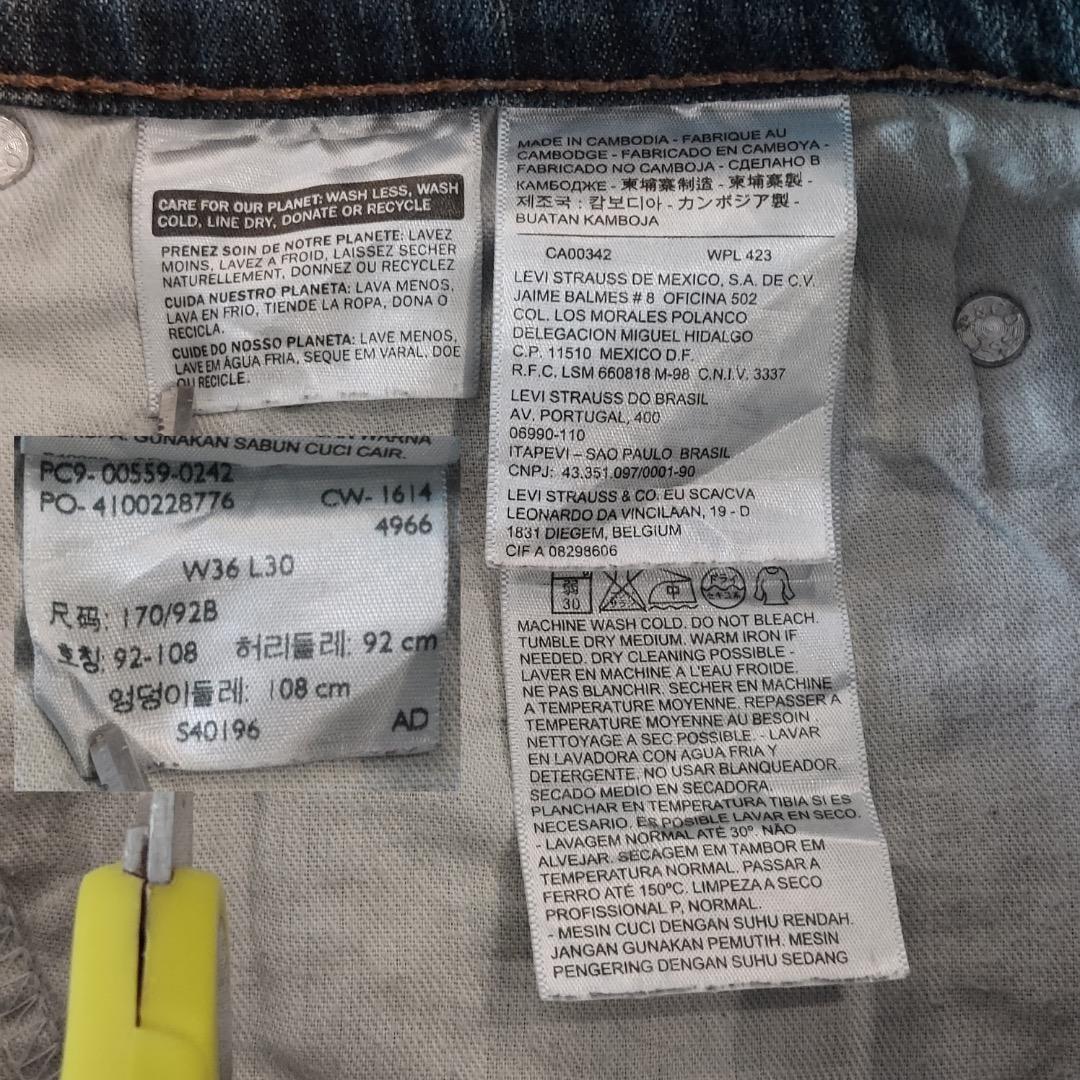 CARE FOR OUR PLANET: WASH LESS, WASH
COLD, LINE DRY, DONATE OR RECYCLE
PRENEZ SOIN DE NOTRE PLANETE: LAVEZ
MOINS, LAVEZ A FROID, LAISSEZ SECHER
NATURELLEMENT, DONNEZ OU RECYCLEZ
CUIDA NUESTRO PLANETA: LAVA MENOS,
LAVA EN FRIO, TIENDE LA ROPA, DONA O
RECICLA.
CUIDE DO NOSSO PLANETA: LAVE MENOS,
LAVE EM ÁGUA FRIA, SEQUE EM VARAL, DOE
OU RECICLE.
GUNAKAN SABUN CUCI CAIR.
PC9- 00559-0242
PO- 4100228776 CW- 1614
4966
W36 L30
尺码: 170/92B
호칭: 92-108 허리둘레: 92 cm
엉덩이둘레: 108 cm
S40196 AD
MADE IN CAMBODIA - FABRIQUE AU
CAMBODGE - FABRICADO EN CAMBOYA -
FABRICADO NO CAMBOJA - СДЕЛАНО В
КАМБОДЖЕ - 柬埔寨制造 - 柬埔寨製 -
제조국 : 캄보디아 - カンボジア製 -
BUATAN KAMBOJA
CA00342 WPL 423
LEVI STRAUSS DE MEXICO, S.A. DE C.V.
JAIME BALMES # 8 OFICINA 502
COL. LOS MORALES POLANCO
DELEGACION MIGUEL HIDALGO
C.P. 11510 MEXICO D.F.
R.F.C. LSM 660818 M-98 C.N.I.V. 3337
LEVI STRAUSS DO BRASIL
AV. PORTUGAL, 400
06990-110
ITAPEVI – SAO PAULO BRASIL
CNPJ: 43.351.097/0001-90
LEVI STRAUSS & CO. EU SCA/CVA
LEONARDO DA VINCILAAN, 19 - D
1831 DIEGEM, BELGIUM
CIF A 08298606
弱 30 中 ドライ
MACHINE WASH COLD. DO NOT BLEACH.
TUMBLE DRY MEDIUM. WARM IRON IF
NEEDED. DRY CLEANING POSSIBLE -
LAVER EN MACHINE A L'EAU FROIDE.
NE PAS BLANCHIR. SECHER EN MACHINE
A TEMPERATURE MOYENNE. REPASSER A
TEMPERATURE MOYENNE AU BESOIN
NETTOYAGE A SEC POSSIBLE. - LAVAR
EN LAVADORA CON AGUA FRIA Y
DETERGENTE, NO USAR BLANQUEADOR.
SECADO MEDIO EN SECADORA.
PLANCHAR EN TEMPERATURA TIBIA SI ES
NECESARIO. ES POSIBLE LAVAR EN SECO.
- LAVAGEM NORMAL ATÉ 30º. NÃO
ALVEJAR. SECAGEM EM TAMBOR EM
TEMPERATURA NORMAL. PASSAR A
FERRO ATÉ 150ºC. LIMPEZA A SECO
PROFISSIONAL P, NORMAL.
- MESIN CUCI DENGAN SUHU RENDAH.
JANGAN GUNAKAN PEMUTIH. MESIN
PENGERING DENGAN SUHU SEDANG